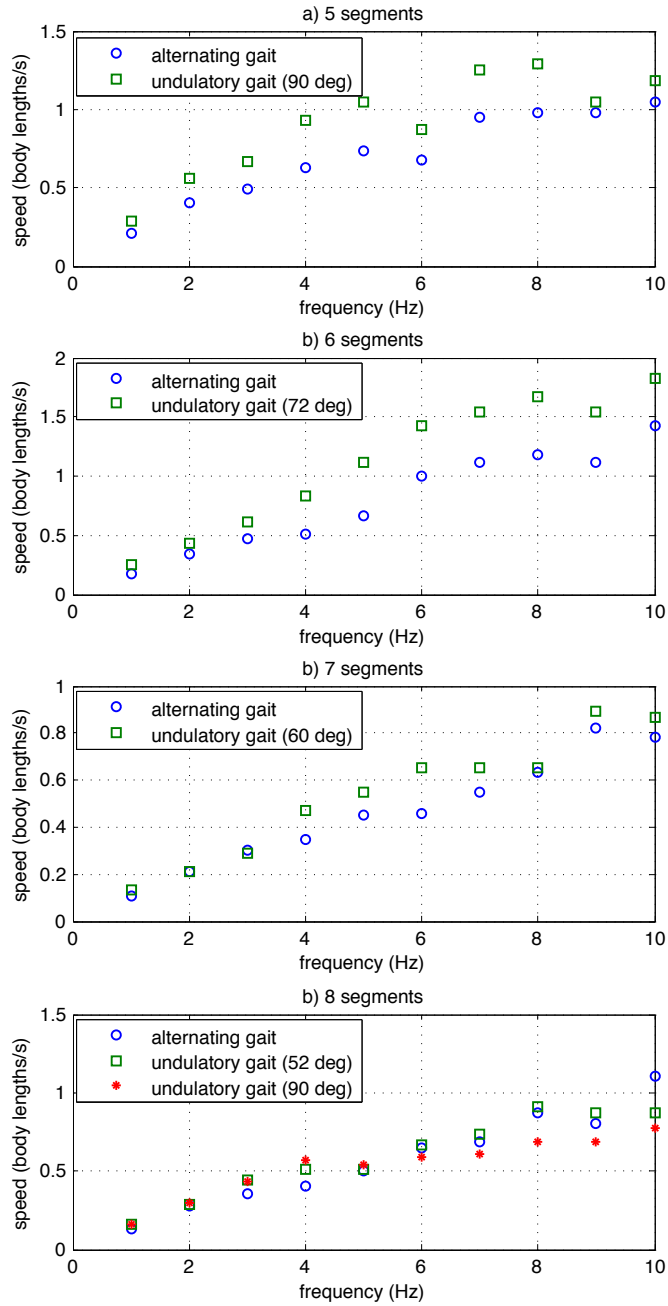 a) 5 segments
1.5
alternating gait
undulatory gait (90 deg)
1
0.5
0
speed (body lengths/s)
0 2 4 6 8 10
frequency (Hz)
b) 6 segments
2
alternating gait
undulatory gait (72 deg)
1.5
1
0.5
0
speed (body lengths/s)
0 2 4 6 8 10
frequency (Hz)
b) 7 segments
1
alternating gait
undulatory gait (60 deg)
0.8
0.6
0.4
0.2
0
speed (body lengths/s)
0 2 4 6 8 10
frequency (Hz)
b) 8 segments
1.5
alternating gait
undulatory gait (52 deg)
undulatory gait (90 deg)
1
0.5
0
speed (body lengths/s)
0 2 4 6 8 10
frequency (Hz)